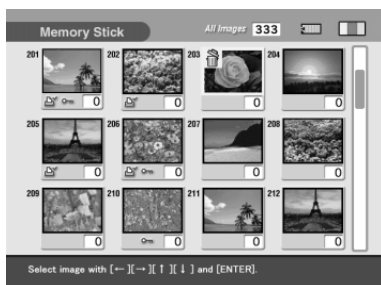 Memory Stick All Images 333
201 202 203 204
0 0 0 0
205 206 207 208
0 0 0 0
209 210 211 212
0 0 0 0
Select image with [←][→][↑][↓] and [ENTER].